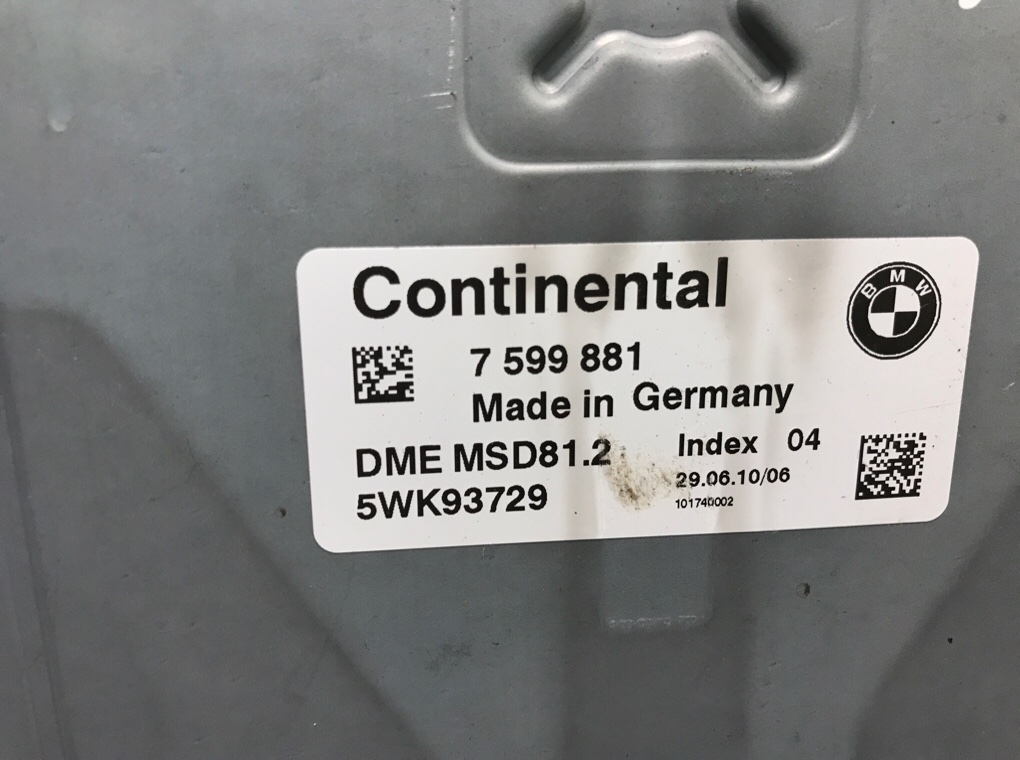 Continental
BMW
7 599 881
Made in Germany
DME MSD81.2
Index 04
5WK93729
29.06.10/06
101740002